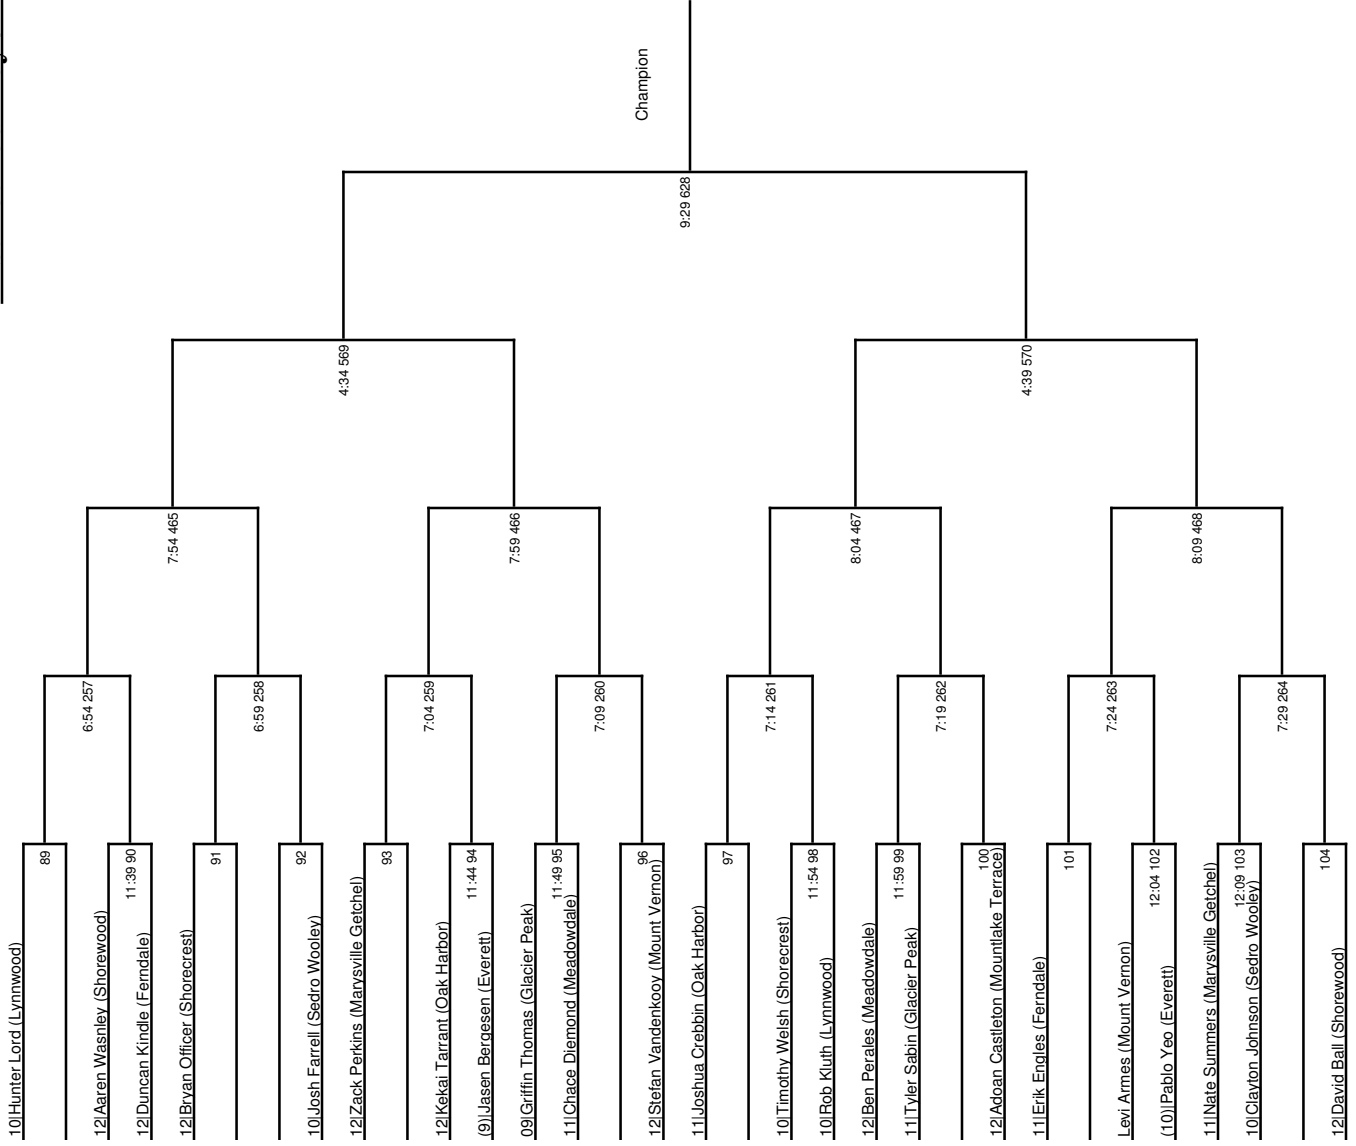 Champion
9:29 628
4:34 569
4:39 570
7:54 465
7:59 466
8:04 467
8:09 468
6:54 257
6:59 258
7:04 259
7:09 260
7:14 261
7:19 262
7:24 263
7:29 264
89
11:39 90
91
92
93
11:44 94
11:49 95
96
97
11:54 98
11:59 99
100
101
12:04 102
12:09 103
104
10|Hunter Lord (Lynnwood)
12|Aaren Wasnley (Shorewood)
12|Duncan Kindle (Ferndale)
12|Bryan Officer (Shorecrest)
10|Josh Farrell (Sedro Wooley)
12|Zack Perkins (Marysville Getchel)
12|Kekai Tarrant (Oak Harbor)
(9)|Jasen Bergesen (Everett)
09|Griffin Thomas (Glacier Peak)
11|Chace Diemond (Meadowdale)
12|Stefan Vandenkooy (Mount Vernon)
11|Joshua Crebbin (Oak Harbor)
10|Timothy Welsh (Shorecrest)
10|Rob Kluth (Lynnwood)
12|Ben Perales (Meadowdale)
11|Tyler Sabin (Glacier Peak)
12|Adoan Castleton (Mountlake Terrace)
11|Erik Engles (Ferndale)
Levi Armes (Mount Vernon)
(10)|Pablo Yeo (Everett)
11|Nate Summers (Marysville Getchel)
10|Clayton Johnson (Sedro Wooley)
12|David Ball (Shorewood)